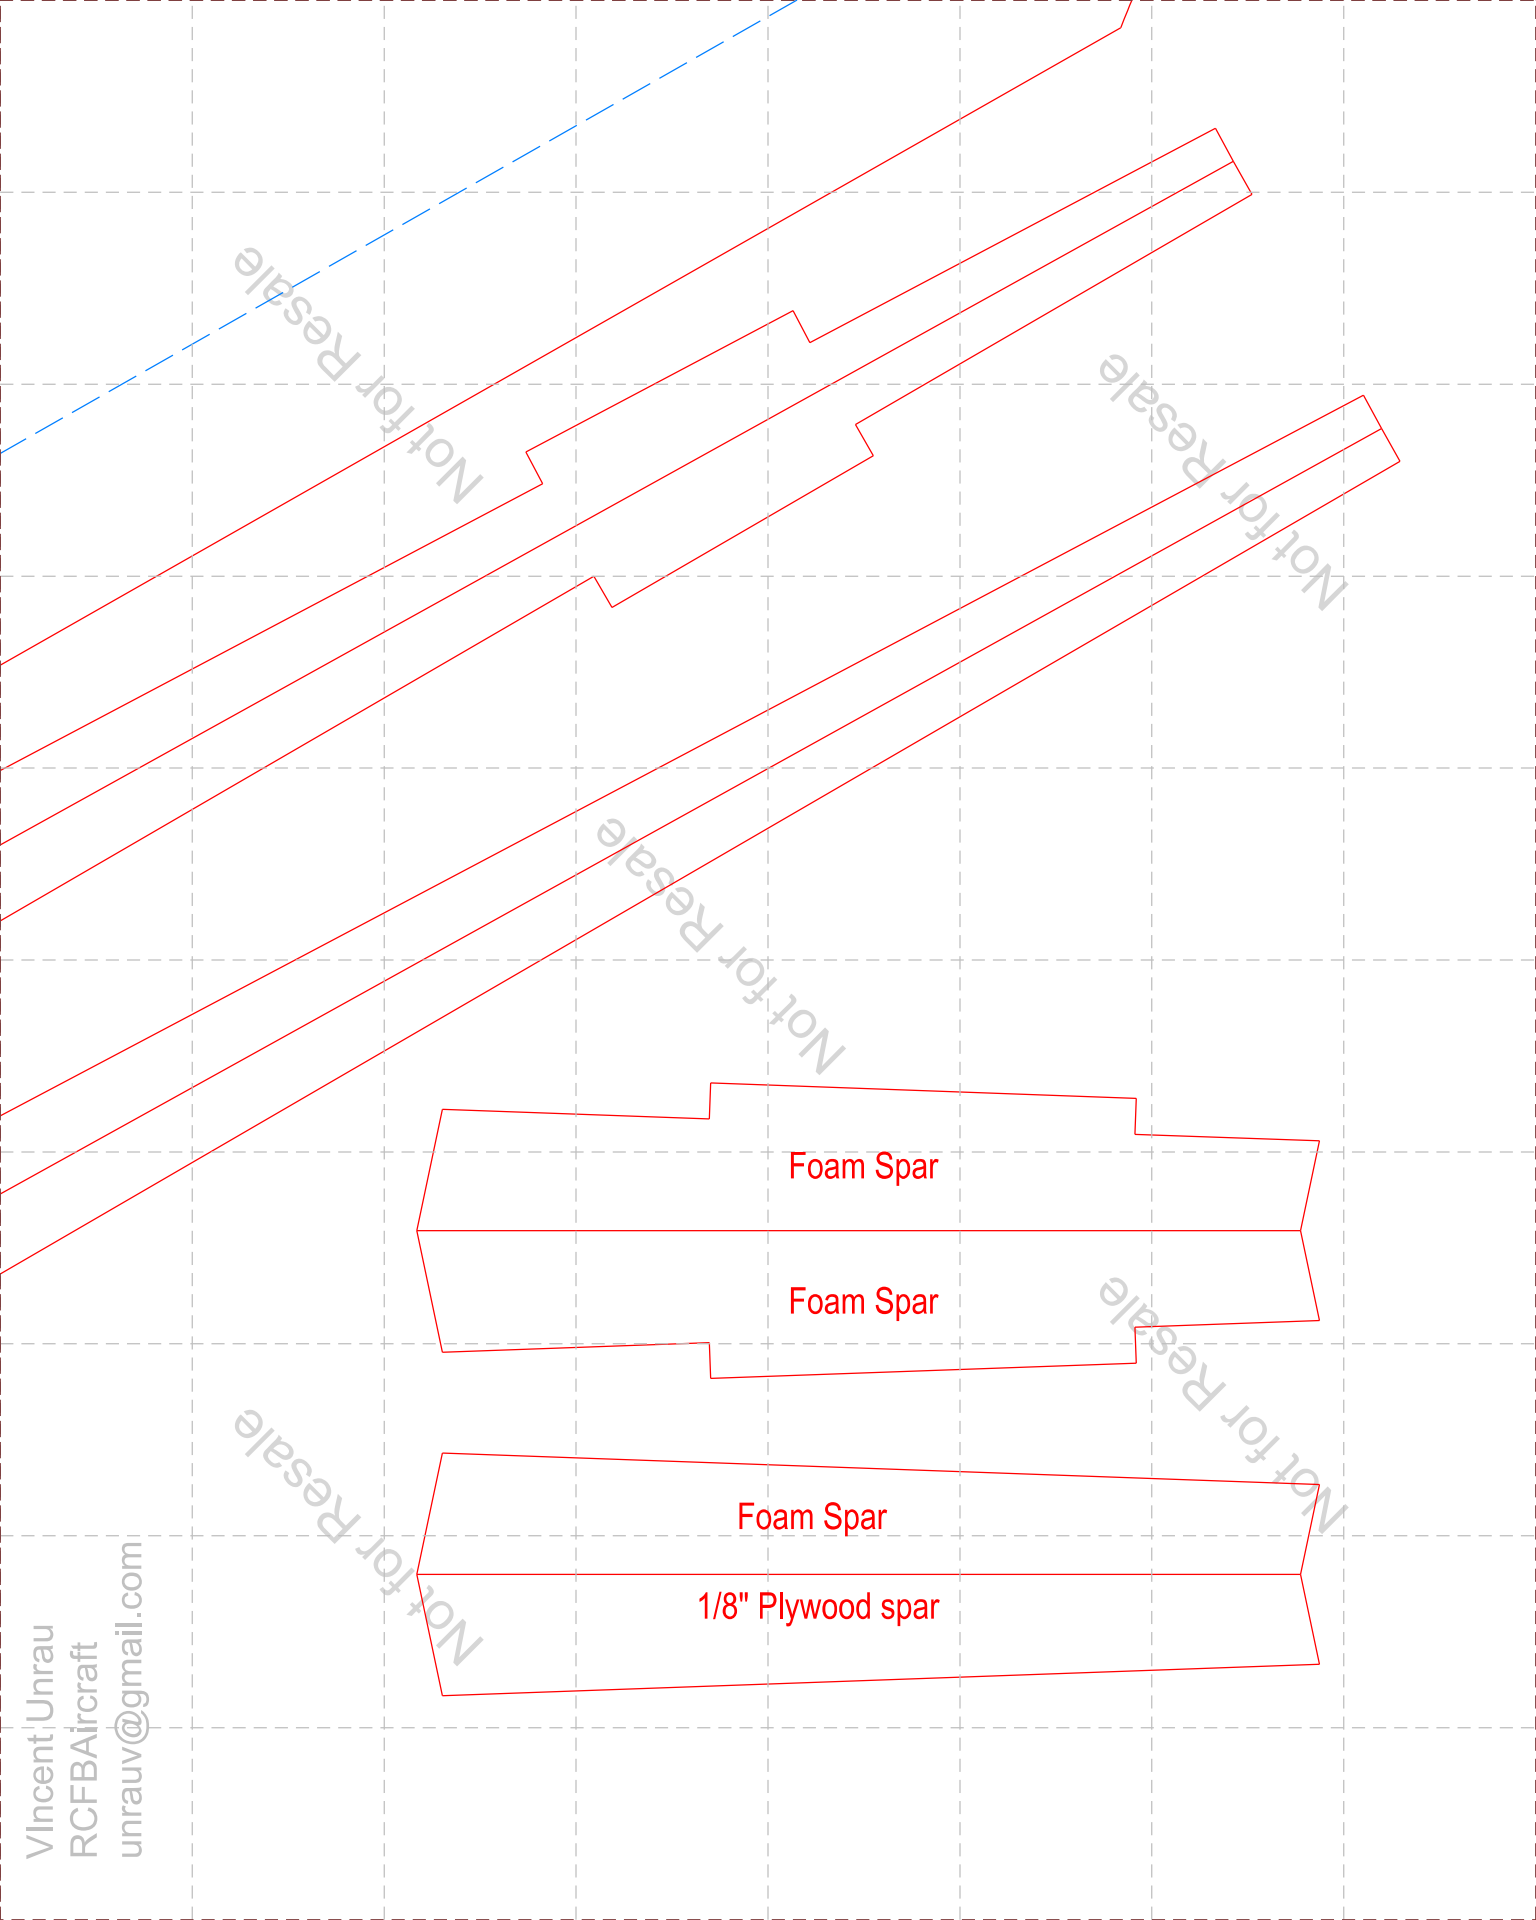 Not for Resale
Not for Resale
Not for Resale
Foam Spar
Foam Spar
Not for Resale
Not for Resale
Foam Spar
1/8" Plywood spar
VIncent Unrau
RCFBAircraft
unrauv@gmail.com